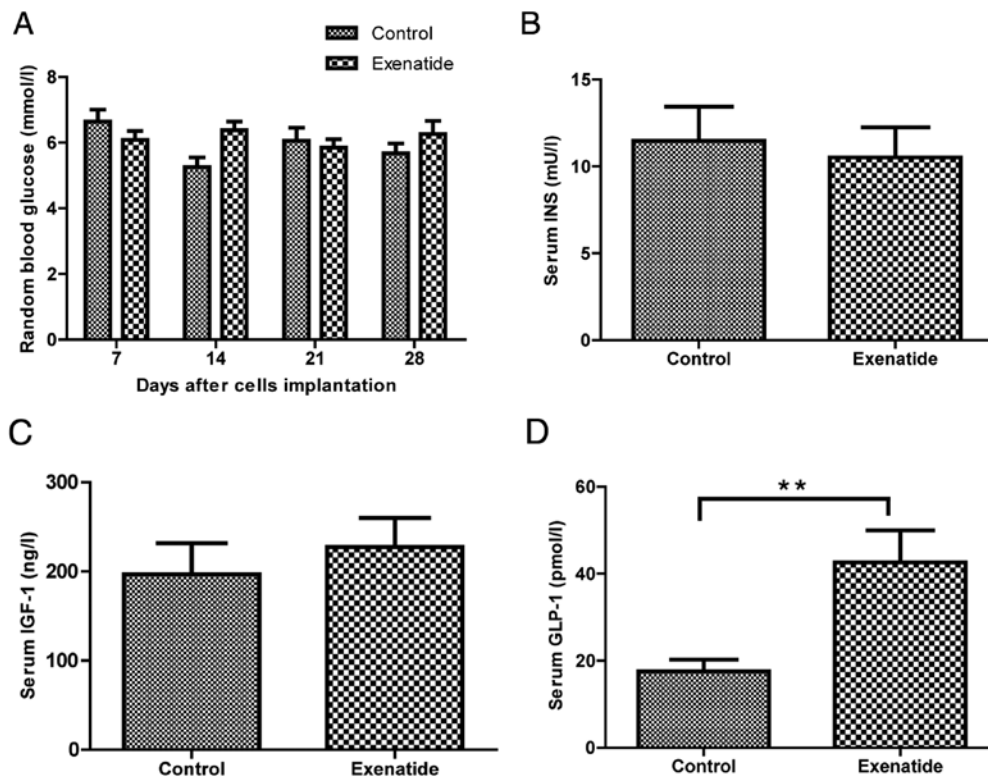 A
Control
Exenatide
Random blood glucose (mmol/l)
8
6
4
2
0
7 14 21 28
Days after cells implantation
B
Serum INS (mU/l)
15
10
5
0
Control Exenatide
C
Serum IGF-1 (ng/l)
300
200
100
0
Control Exenatide
D
Serum GLP-1 (pmol/l)
60
40
20
0
**
Control Exenatide